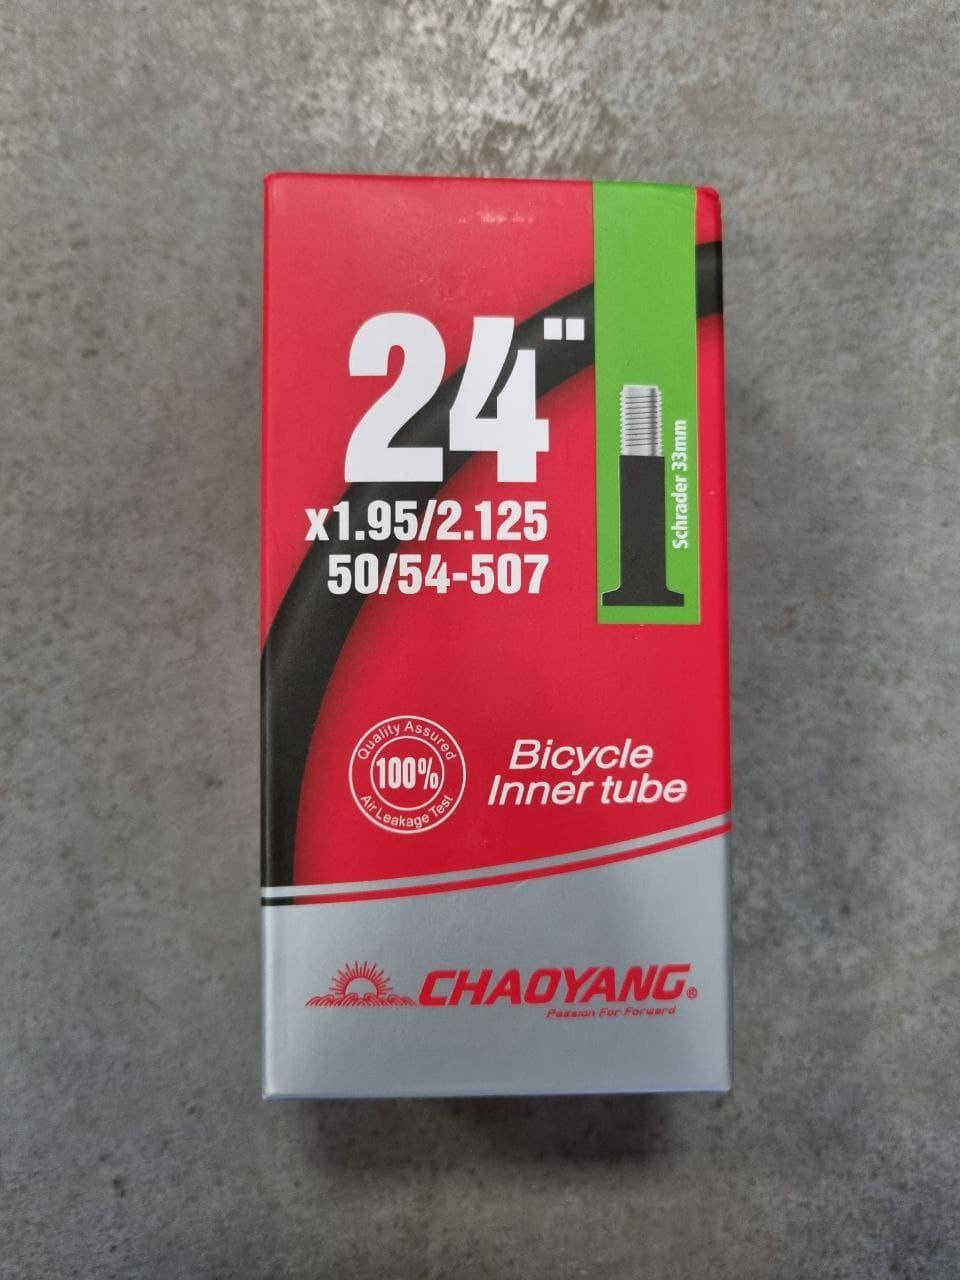 24"
x1.95/2.125
50/54-507
Schrader 33mm
Quality Assured
100%
Air Leakage Test
Bicycle
Inner tube
CHAOYANG®
Passion For Forward